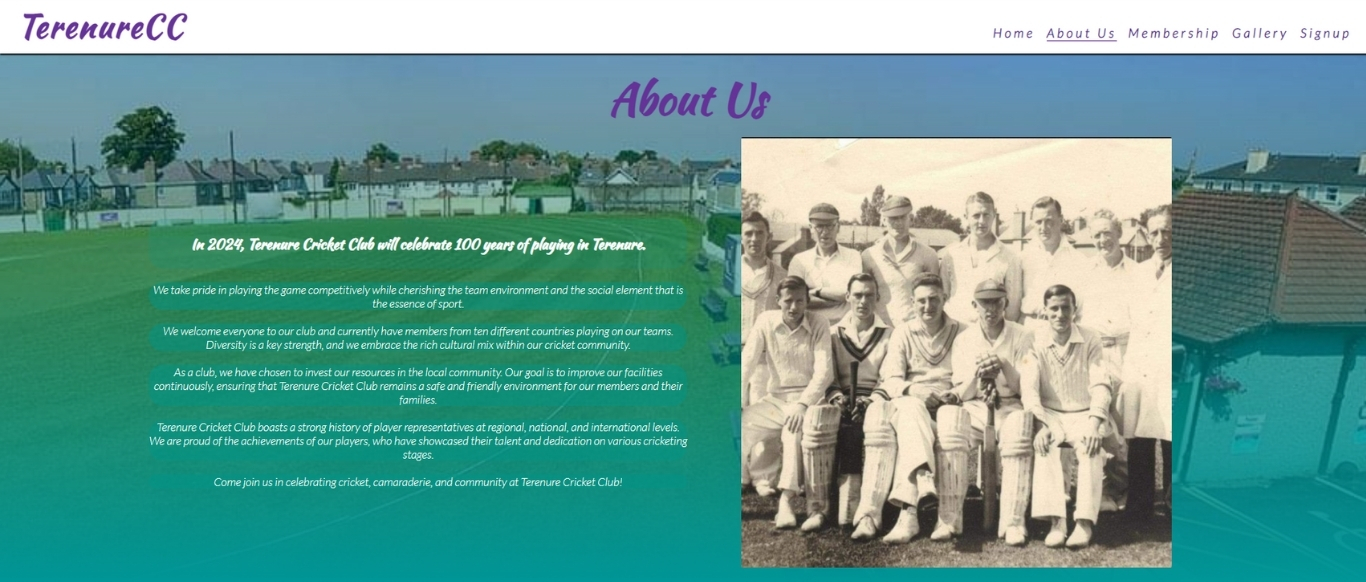 TerenureCC
Home About Us Membership Gallery Signup
About Us
In 2024, Terenure Cricket Club will celebrate 100 years of playing in Terenure.
We take pride in playing the game competitively while cherishing the team environment and the social element that is
the essence of sport.
We welcome everyone to our club and currently have members from ten different countries playing on our teams.
Diversity is a key strength, and we embrace the rich cultural mix within our cricket community.
As a club, we have chosen to invest our resources in the local community. Our goal is to improve our facilities
continuously, ensuring that Terenure Cricket Club remains a safe and friendly environment for our members and their
families.
Terenure Cricket Club boasts a strong history of player representatives at regional, national, and international levels.
We are proud of the achievements of our players, who have showcased their talent and dedication on various cricketing
stages.
Come join us in celebrating cricket, camaraderie, and community at Terenure Cricket Club!